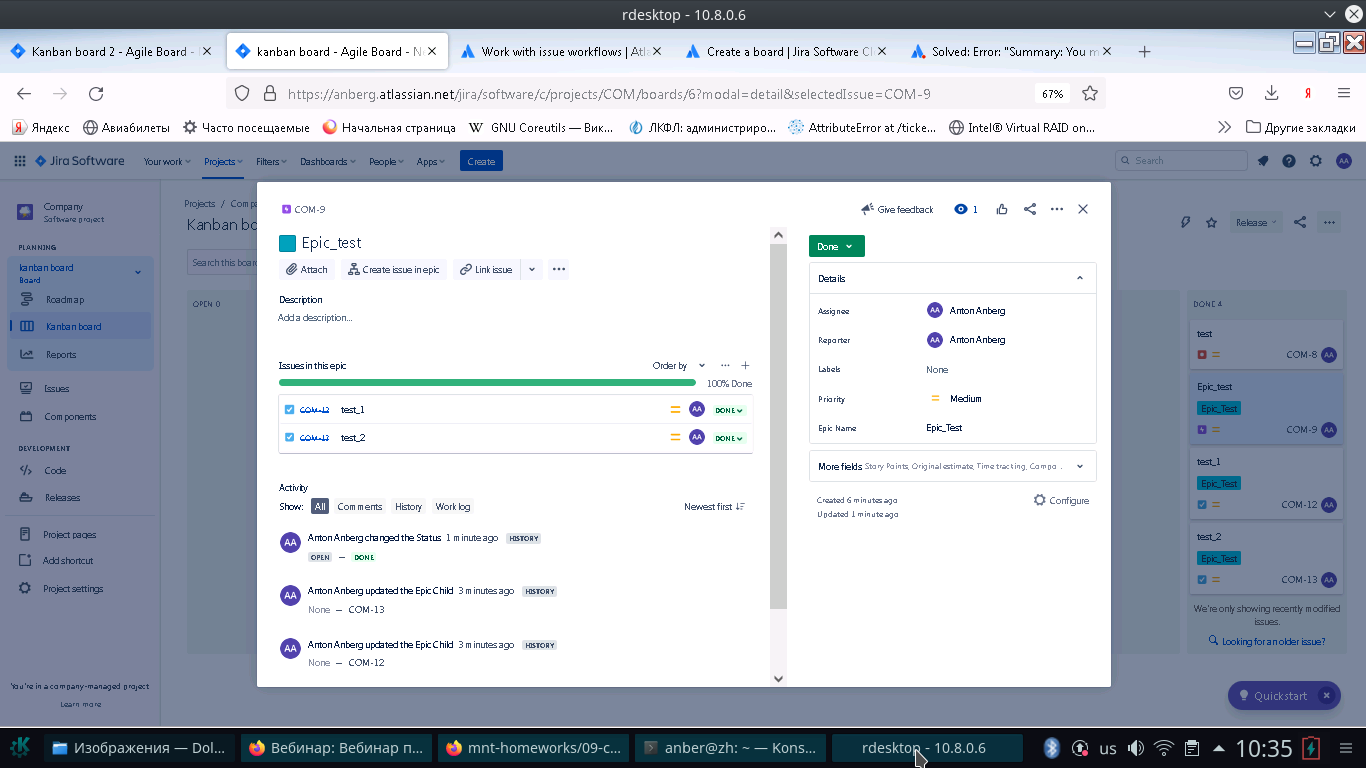 rdesktop - 10.8.0.6
Kanban board 2 - Agile Board -
kanban board - Agile Board - N
Work with issue workflows | Atl
Create a board | Jira Software Cl
Solved: Error: "Summary: You m
https://anberg.atlassian.net/jira/software/c/projects/COM/boards/6?modal=detail&selectedIssue=COM-9
67%
Я
Яндекс
Авиабилеты
Часто посещаемые
Начальная страница
GNU Coreutils — Вик...
ЛКФЛ: администриро...
AttributeError at /ticke...
Intel® Virtual RAID on...
Другие закладки
Jira Software
Your work
Projects
Filters
Dashboards
People
Apps
Create
Search
AA
Company
Software project
PLANNING
kanban board
Board
Roadmap
Kanban board
Reports
Issues
Components
DEVELOPMENT
Code
Releases
Project pages
Add shortcut
Project settings
You're in a company-managed project
Learn more
Projects / Comp
Kanban bo
Search this boar
OPEN 0
Release
COM-9
Give feedback
1
Epic_test
Attach
Create issue in epic
Link issue
Description
Add a description...
Issues in this epic
Order by
100% Done
COM-12 test_1 AA DONE
COM-13 test_2 AA DONE
Activity
Show: All Comments History Work log
Newest first
AA Anton Anberg changed the Status 1 minute ago HISTORY
OPEN — DONE
AA Anton Anberg updated the Epic Child 3 minutes ago HISTORY
None — COM-13
AA Anton Anberg updated the Epic Child 3 minutes ago HISTORY
None — COM-12
Done
Details
Assignee AA Anton Anberg
Reporter AA Anton Anberg
Labels None
Priority Medium
Epic Name Epic_Test
More fields Story Points, Original estimate, Time tracking, Compo ...
Created 6 minutes ago
Configure
Updated 1 minute ago
DONE 4
test
COM-8 AA
Epic_test
Epic_Test
COM-9 AA
test_1
Epic_Test
COM-12 AA
test_2
Epic_Test
COM-13 AA
We're only showing recently modified
issues.
Looking for an older issue?
Quickstart
Изображения — Dol...
Вебинар: Вебинар п...
mnt-homeworks/09-c...
anber@zh: ~ — Kons...
rdesktop - 10.8.0.6
us
10:35